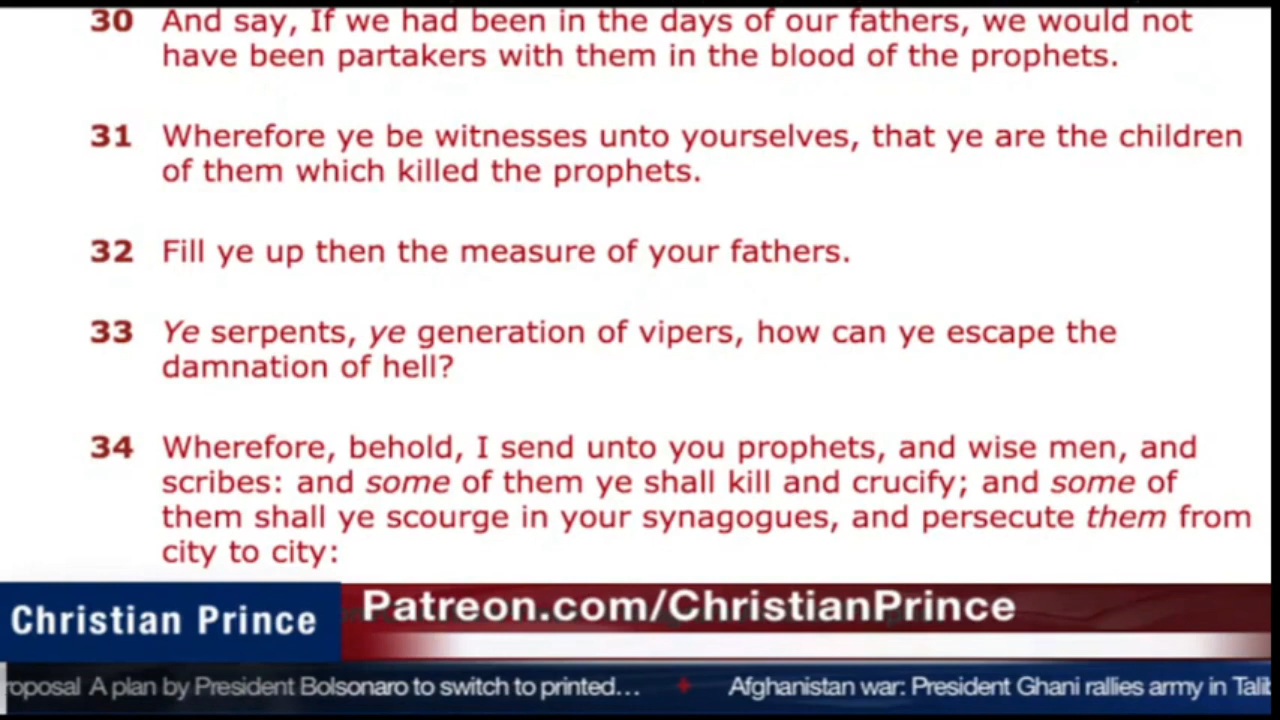 30 And say, If we had been in the days of our fathers, we would not
have been partakers with them in the blood of the prophets.
31 Wherefore ye be witnesses unto yourselves, that ye are the children
of them which killed the prophets.
32 Fill ye up then the measure of your fathers.
33 Ye serpents, ye generation of vipers, how can ye escape the
damnation of hell?
34 Wherefore, behold, I send unto you prophets, and wise men, and
scribes: and some of them ye shall kill and crucify; and some of
them shall ye scourge in your synagogues, and persecute them from
city to city:
Christian Prince
Patreon.com/ChristianPrince
roposal A plan by President Bolsonaro to switch to printed... Afghanistan war: President Ghani rallies army in Talib